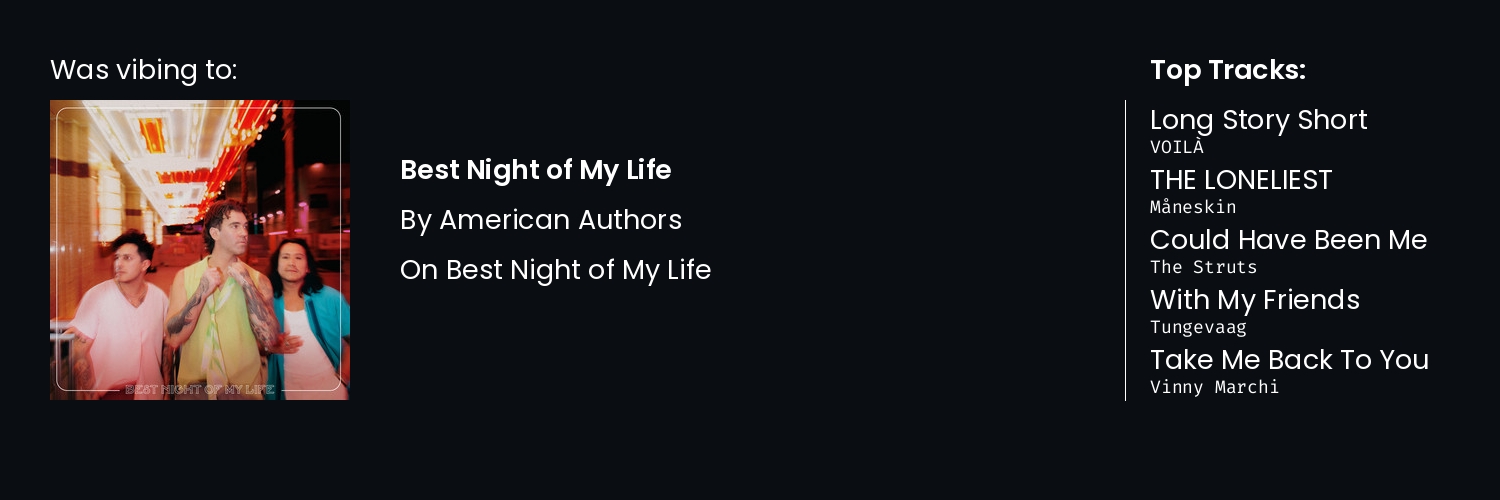 Was vibing to:
BEST NIGHT OF MY LIFE
Best Night of My Life
By American Authors
On Best Night of My Life
Top Tracks:
Long Story Short
VOILÀ
THE LONELIEST
Måneskin
Could Have Been Me
The Struts
With My Friends
Tungevaag
Take Me Back To You
Vinny Marchi